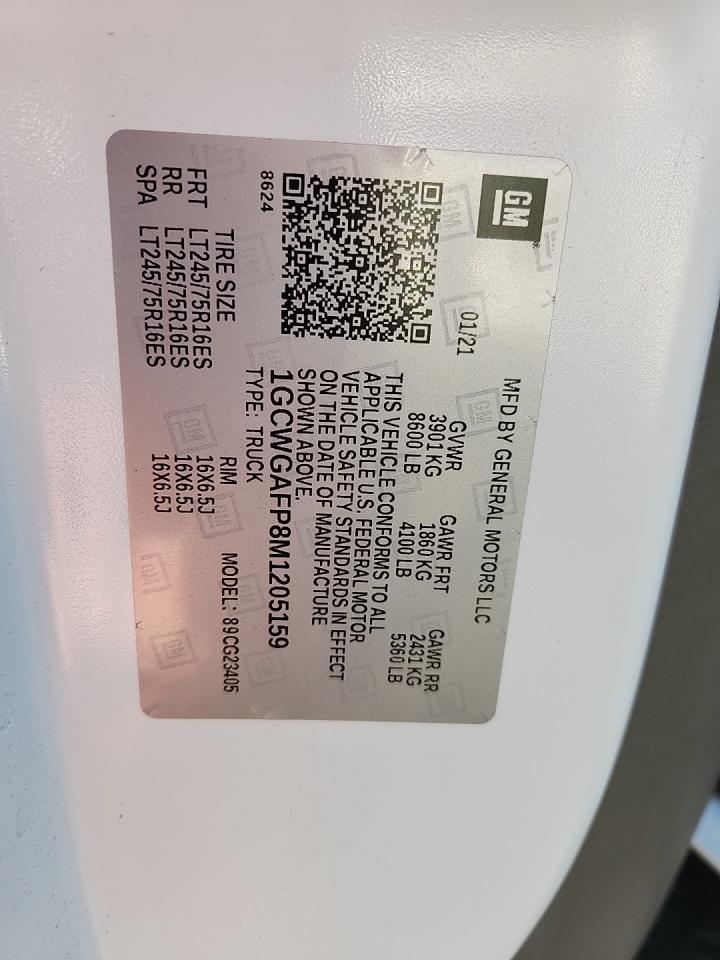 GM
MFD BY GENERAL MOTORS LLC
01/21
GVWR GAWR FRT GAWR RR
3901 KG 1860 KG 2431 KG
8600 LB 4100 LB 5360 LB
THIS VEHICLE CONFORMS TO ALL
APPLICABLE U.S. FEDERAL MOTOR
VEHICLE SAFETY STANDARDS IN EFFECT
ON THE DATE OF MANUFACTURE
SHOWN ABOVE.
1GCWGAFP8M1205159
8624
TYPE: TRUCK
MODEL: 89CG23405
TIRE SIZE RIM
FRT LT245/75R16ES 16X6.5J
RR LT245/75R16ES 16X6.5J
SPA LT245/75R16ES 16X6.5J